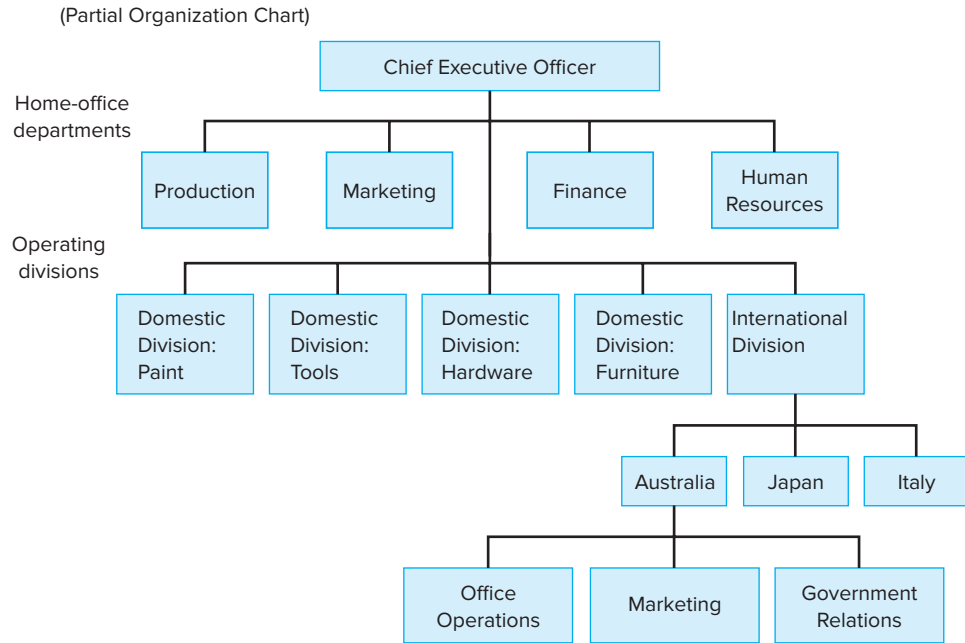 (Partial Organization Chart)
Chief Executive Officer
Home-office
departments
Production
Marketing
Finance
Human
Resources
Operating
divisions
Domestic
Division:
Paint
Domestic
Division:
Tools
Domestic
Division:
Hardware
Domestic
Division:
Furniture
International
Division
Australia
Japan
Italy
Office
Operations
Marketing
Government
Relations